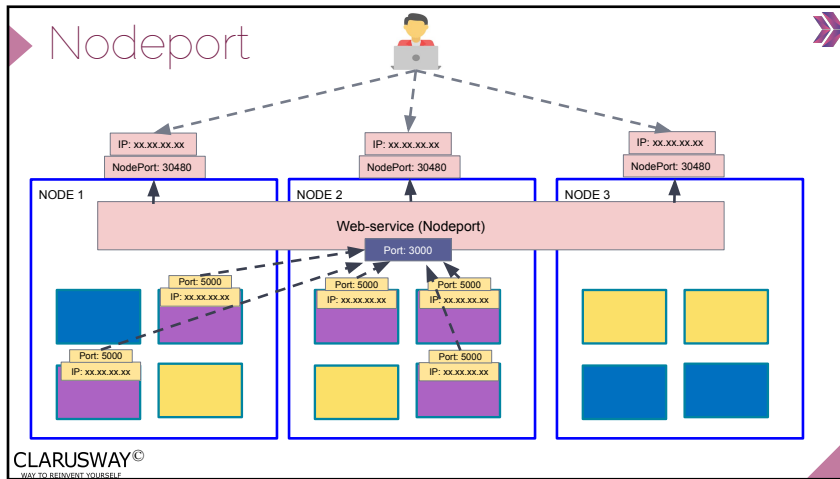 Nodeport
IP: xx.xx.xx.xx
NodePort: 30480
IP: xx.xx.xx.xx
NodePort: 30480
IP: xx.xx.xx.xx
NodePort: 30480
NODE 1
NODE 2
NODE 3
Web-service (Nodeport)
Port: 3000
Port: 5000
IP: xx.xx.xx.xx
Port: 5000
IP: xx.xx.xx.xx
Port: 5000
IP: xx.xx.xx.xx
Port: 5000
IP: xx.xx.xx.xx
Port: 5000
IP: xx.xx.xx.xx
CLARUSWAY©
WAY TO REINVENT YOURSELF